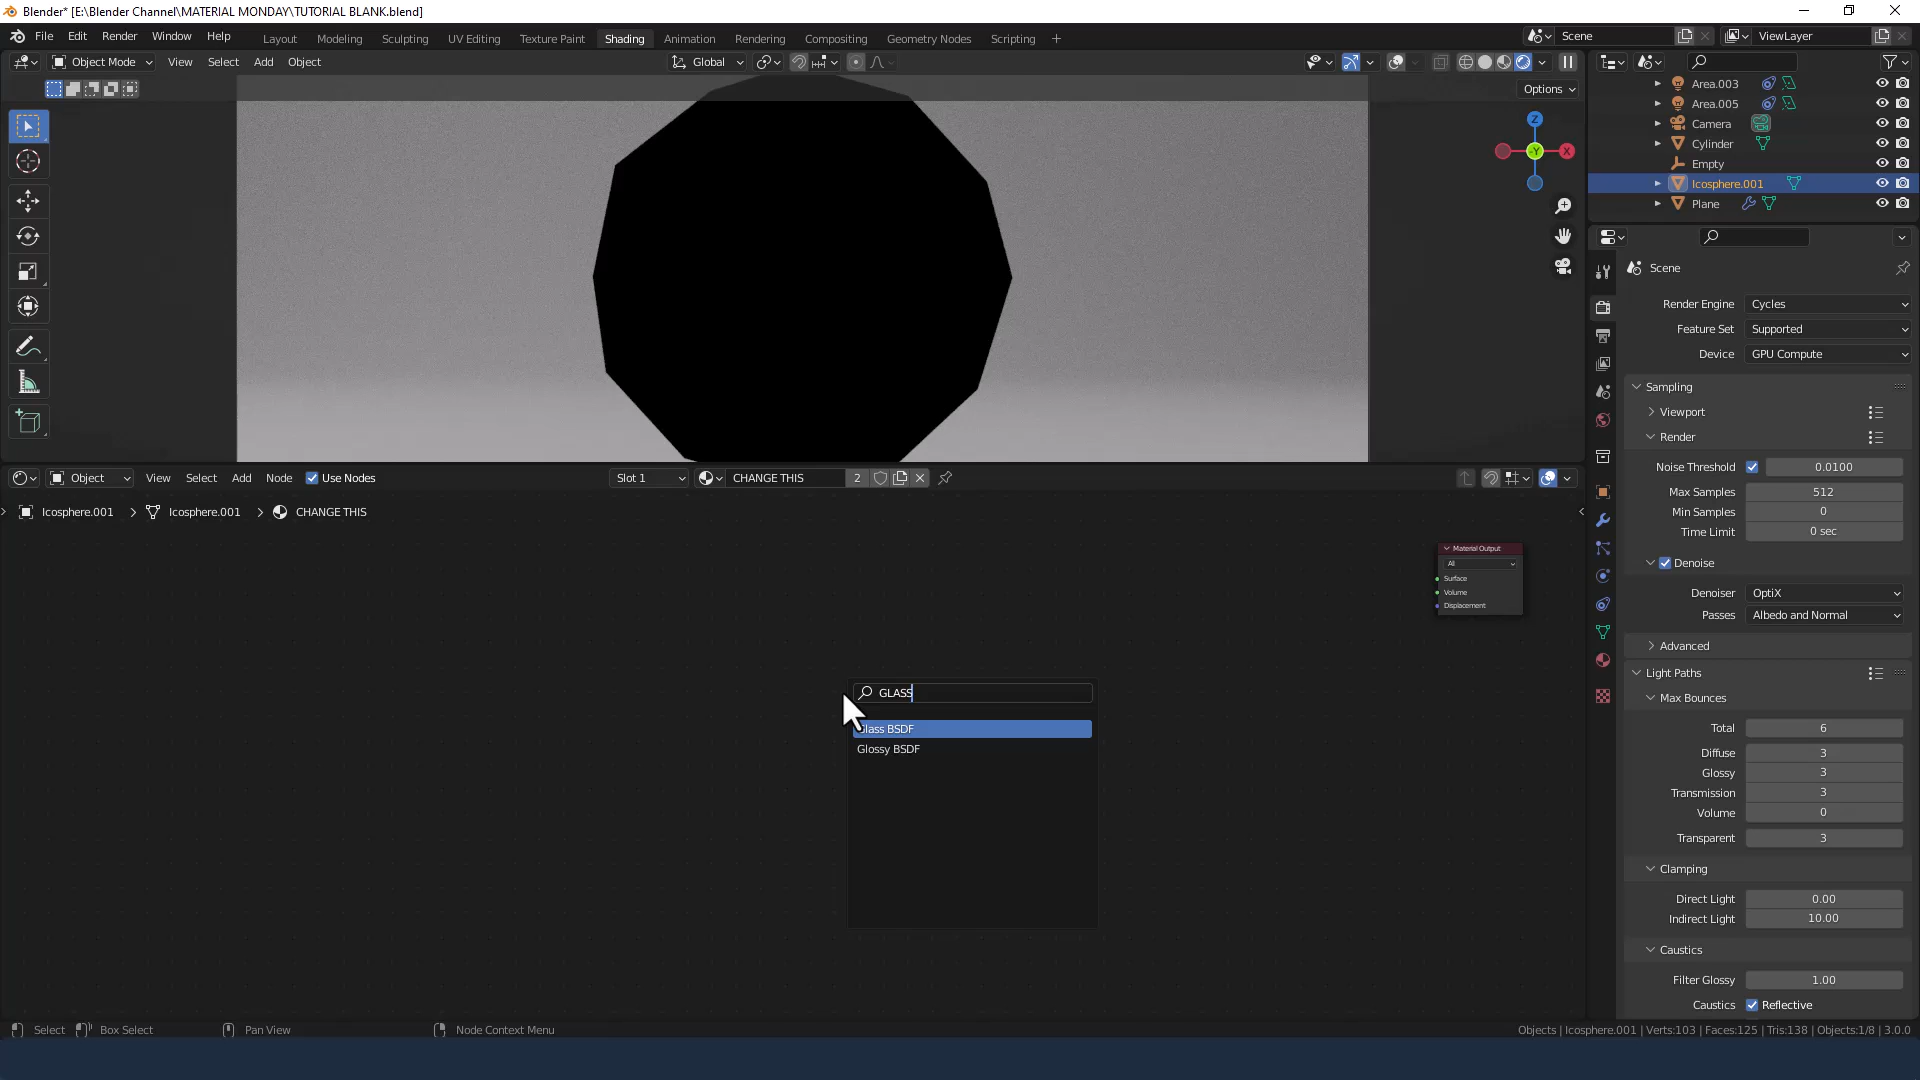 Blender* [E:\Blender Channel\MATERIAL MONDAY\TUTORIAL BLANK.blend]
File Edit Render Window Help
Layout Modeling Sculpting UV Editing Texture Paint Shading Animation Rendering Compositing Geometry Nodes Scripting +
Scene
ViewLayer
Object Mode View Select Add Object
Global
Options
Z
-Y
X
Area.003
Area.005
Camera
Cylinder
Empty
Icosphere.001
Plane
Scene
Render Engine Cycles
Feature Set Supported
Device GPU Compute
Sampling
Viewport
Render
Noise Threshold 0.0100
Max Samples 512
Min Samples 0
Time Limit 0 sec
Denoise
Denoiser OptiX
Passes Albedo and Normal
Advanced
Light Paths
Max Bounces
Total 6
Diffuse 3
Glossy 3
Transmission 3
Volume 0
Transparent 3
Clamping
Direct Light 0.00
Indirect Light 10.00
Caustics
Filter Glossy 1.00
Caustics Reflective
Object View Select Add Node Use Nodes
Slot 1
CHANGE THIS 2
Icosphere.001 > Icosphere.001 > CHANGE THIS
Material Output
All
Surface
Volume
Displacement
GLASS
Glass BSDF
Glossy BSDF
Select Box Select Pan View Node Context Menu
Objects | Icosphere.001 | Verts:103 | Faces:125 | Tris:138 | Objects:1/8 | 3.0.0